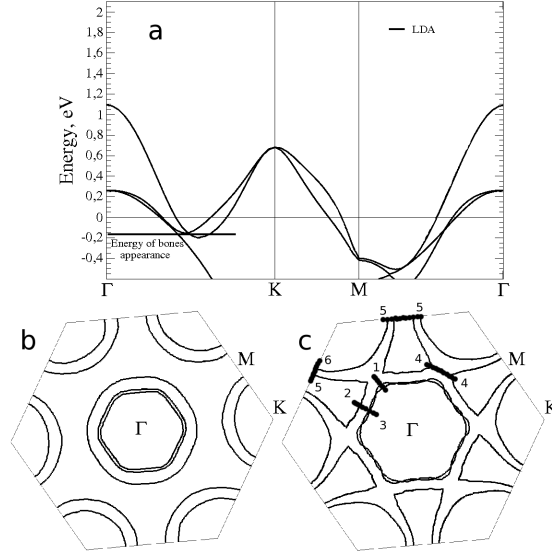 a
LDA
Energy, eV
2
1,8
1,6
1,4
1,2
1
0,8
0,6
0,4
0,2
0
-0,2
-0,4
Energy of bones
appearance
Γ K M Γ
b
M
K
Γ
c
5 5
6
5
4
4
1
2
3
M
K
Γ